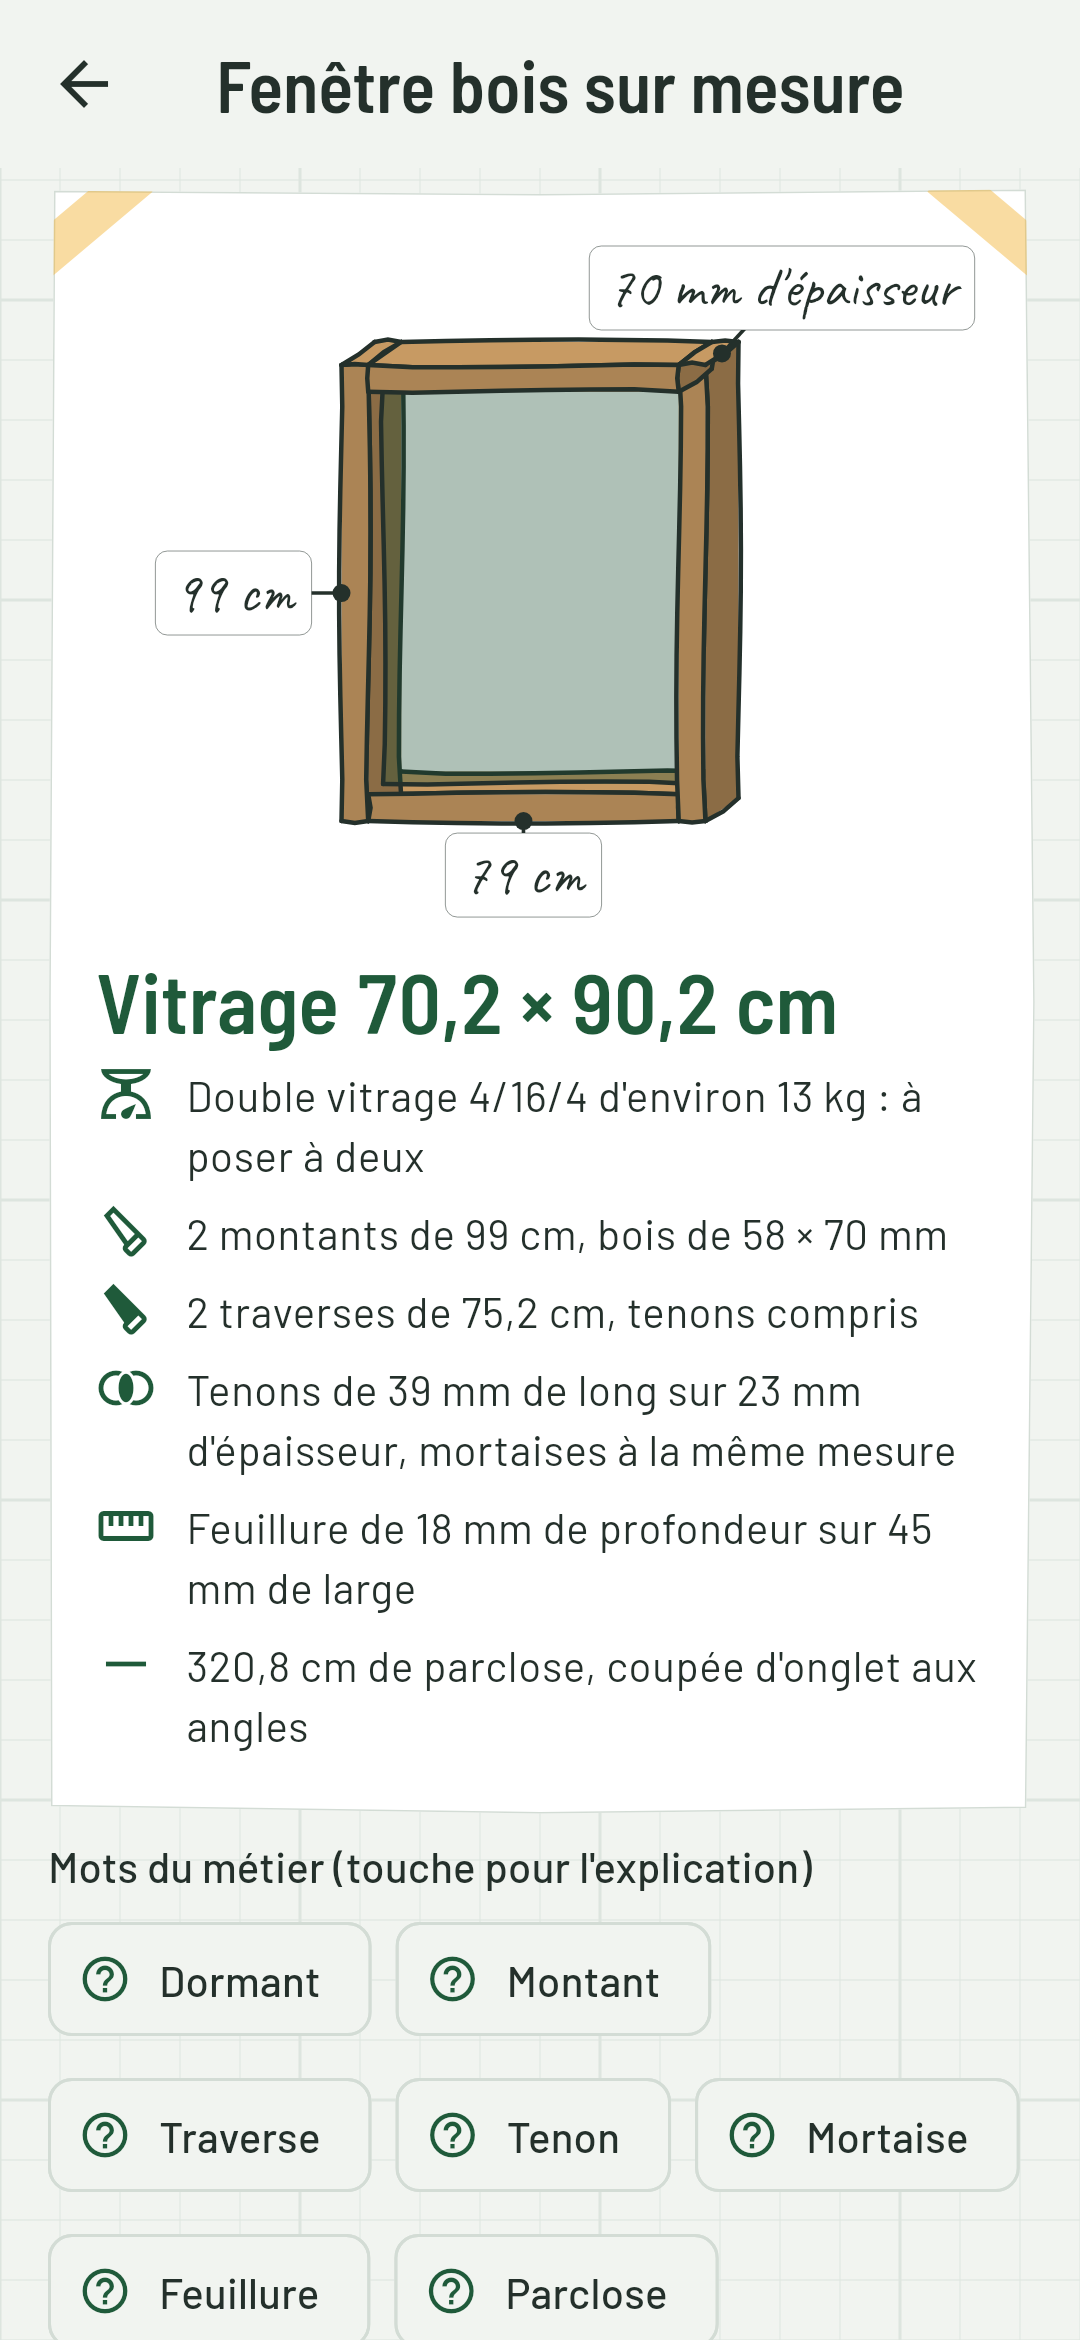 Fenêtre bois sur mesure
70 mm d'épaisseur
99 cm
79 cm
Vitrage 70,2 × 90,2 cm
Double vitrage 4/16/4 d'environ 13 kg : à
poser à deux
2 montants de 99 cm, bois de 58 × 70 mm
2 traverses de 75,2 cm, tenons compris
Tenons de 39 mm de long sur 23 mm
d'épaisseur, mortaises à la même mesure
Feuillure de 18 mm de profondeur sur 45
mm de large
320,8 cm de parclose, coupée d'onglet aux
angles
Mots du métier (touche pour l'explication)
Dormant
Montant
Traverse
Tenon
Mortaise
Feuillure
Parclose